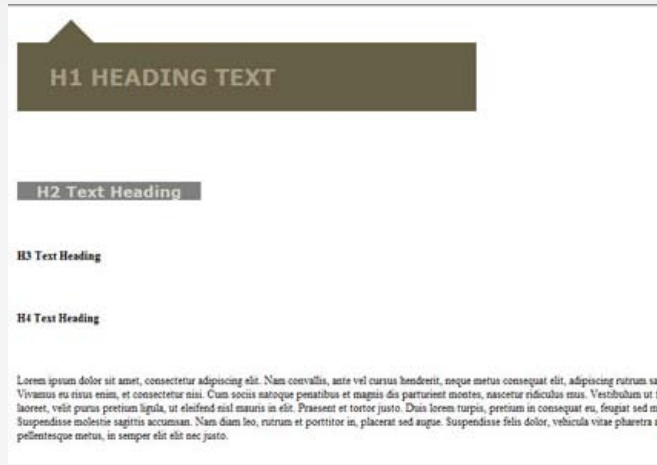 H1 HEADING TEXT
H2 Text Heading
H3 Text Heading
H4 Text Heading
Lorem ipsum dolor sit amet, consectetur adipiscing elit. Nam convallis, ante vel cursus hendrerit, neque metus consequat elit, adipiscing rutrum
Vivamus eu risus enim, et consectetur nisi. Cum sociis natoque penatibus et magnis dis parturient montes, nascetur ridiculus mus. Vestibulum ut
laoreet, velit purus pretium ligula, ut eleifend nisl mauris in elit. Praesent et tortor justo. Duis lorem turpis, pretium in consequat eu, feugiat sed
Suspendisse molestie sagittis accumsan. Nam diam leo, rutrum et porttitor in, placerat sed augue. Suspendisse felis dolor, vehicula vitae pharetra
pellentesque metus, in semper elit elit nec justo.